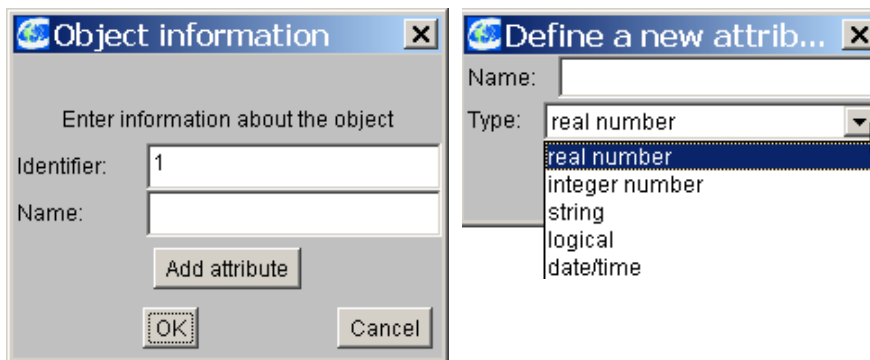 Object information
Enter information about the object
Identifier: 1
Name:
Add attribute
OK Cancel
Define a new attrib...
Name:
Type: real number
real number
integer number
string
logical
date/time